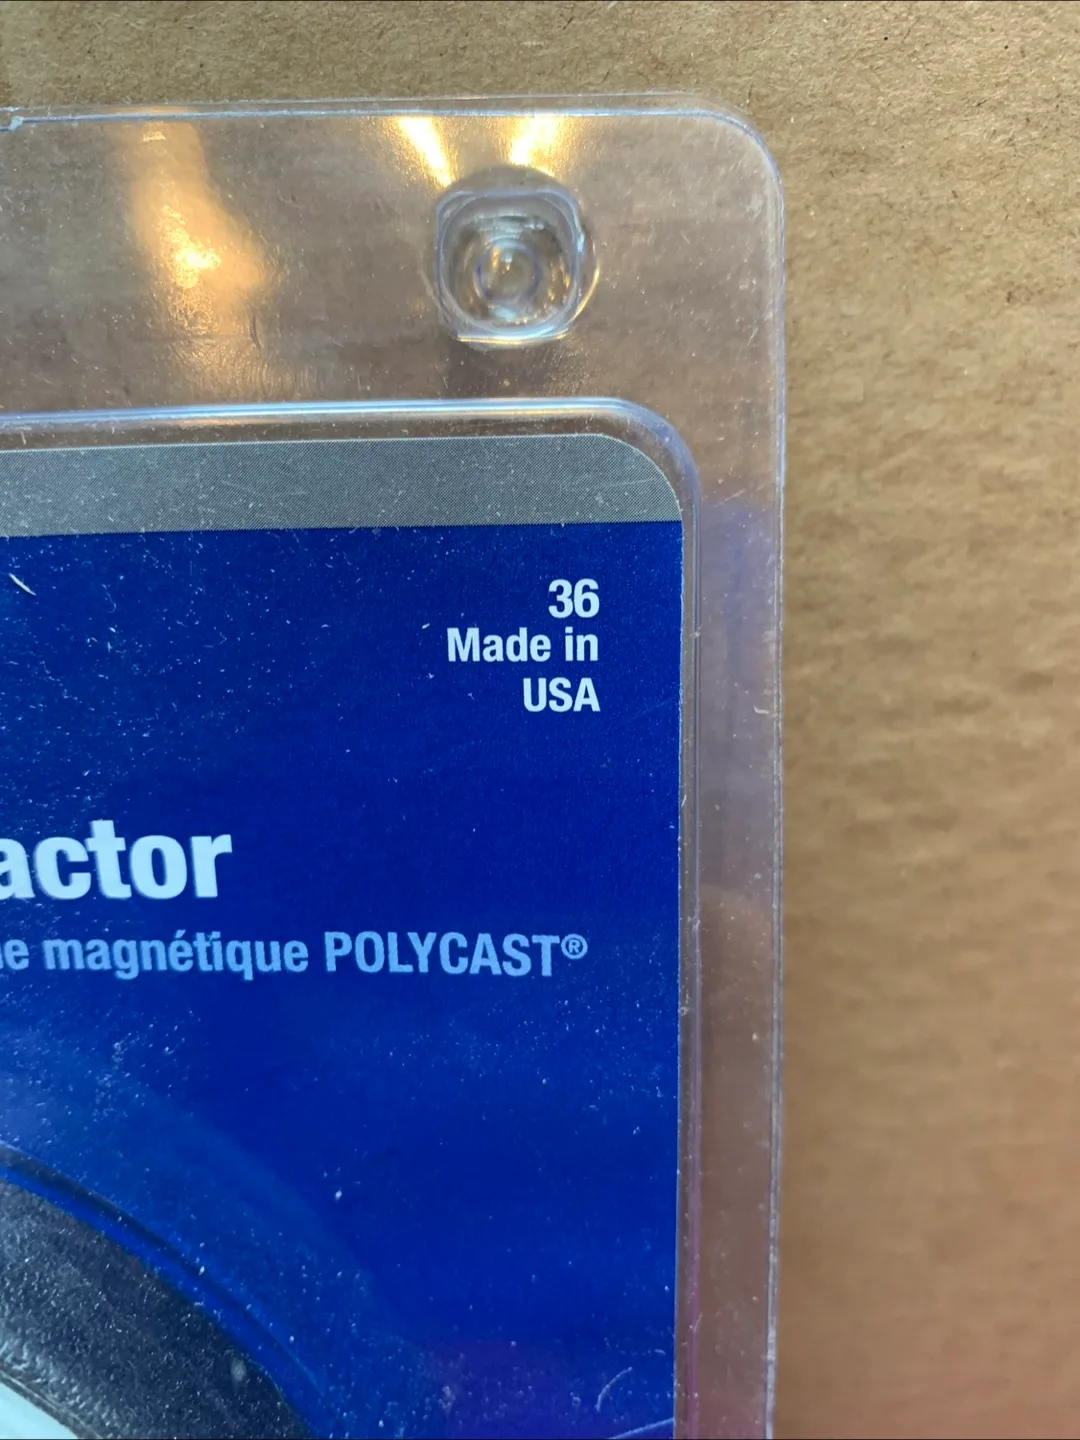 36
Made in
USA
actor
e magnétique POLYCAST®